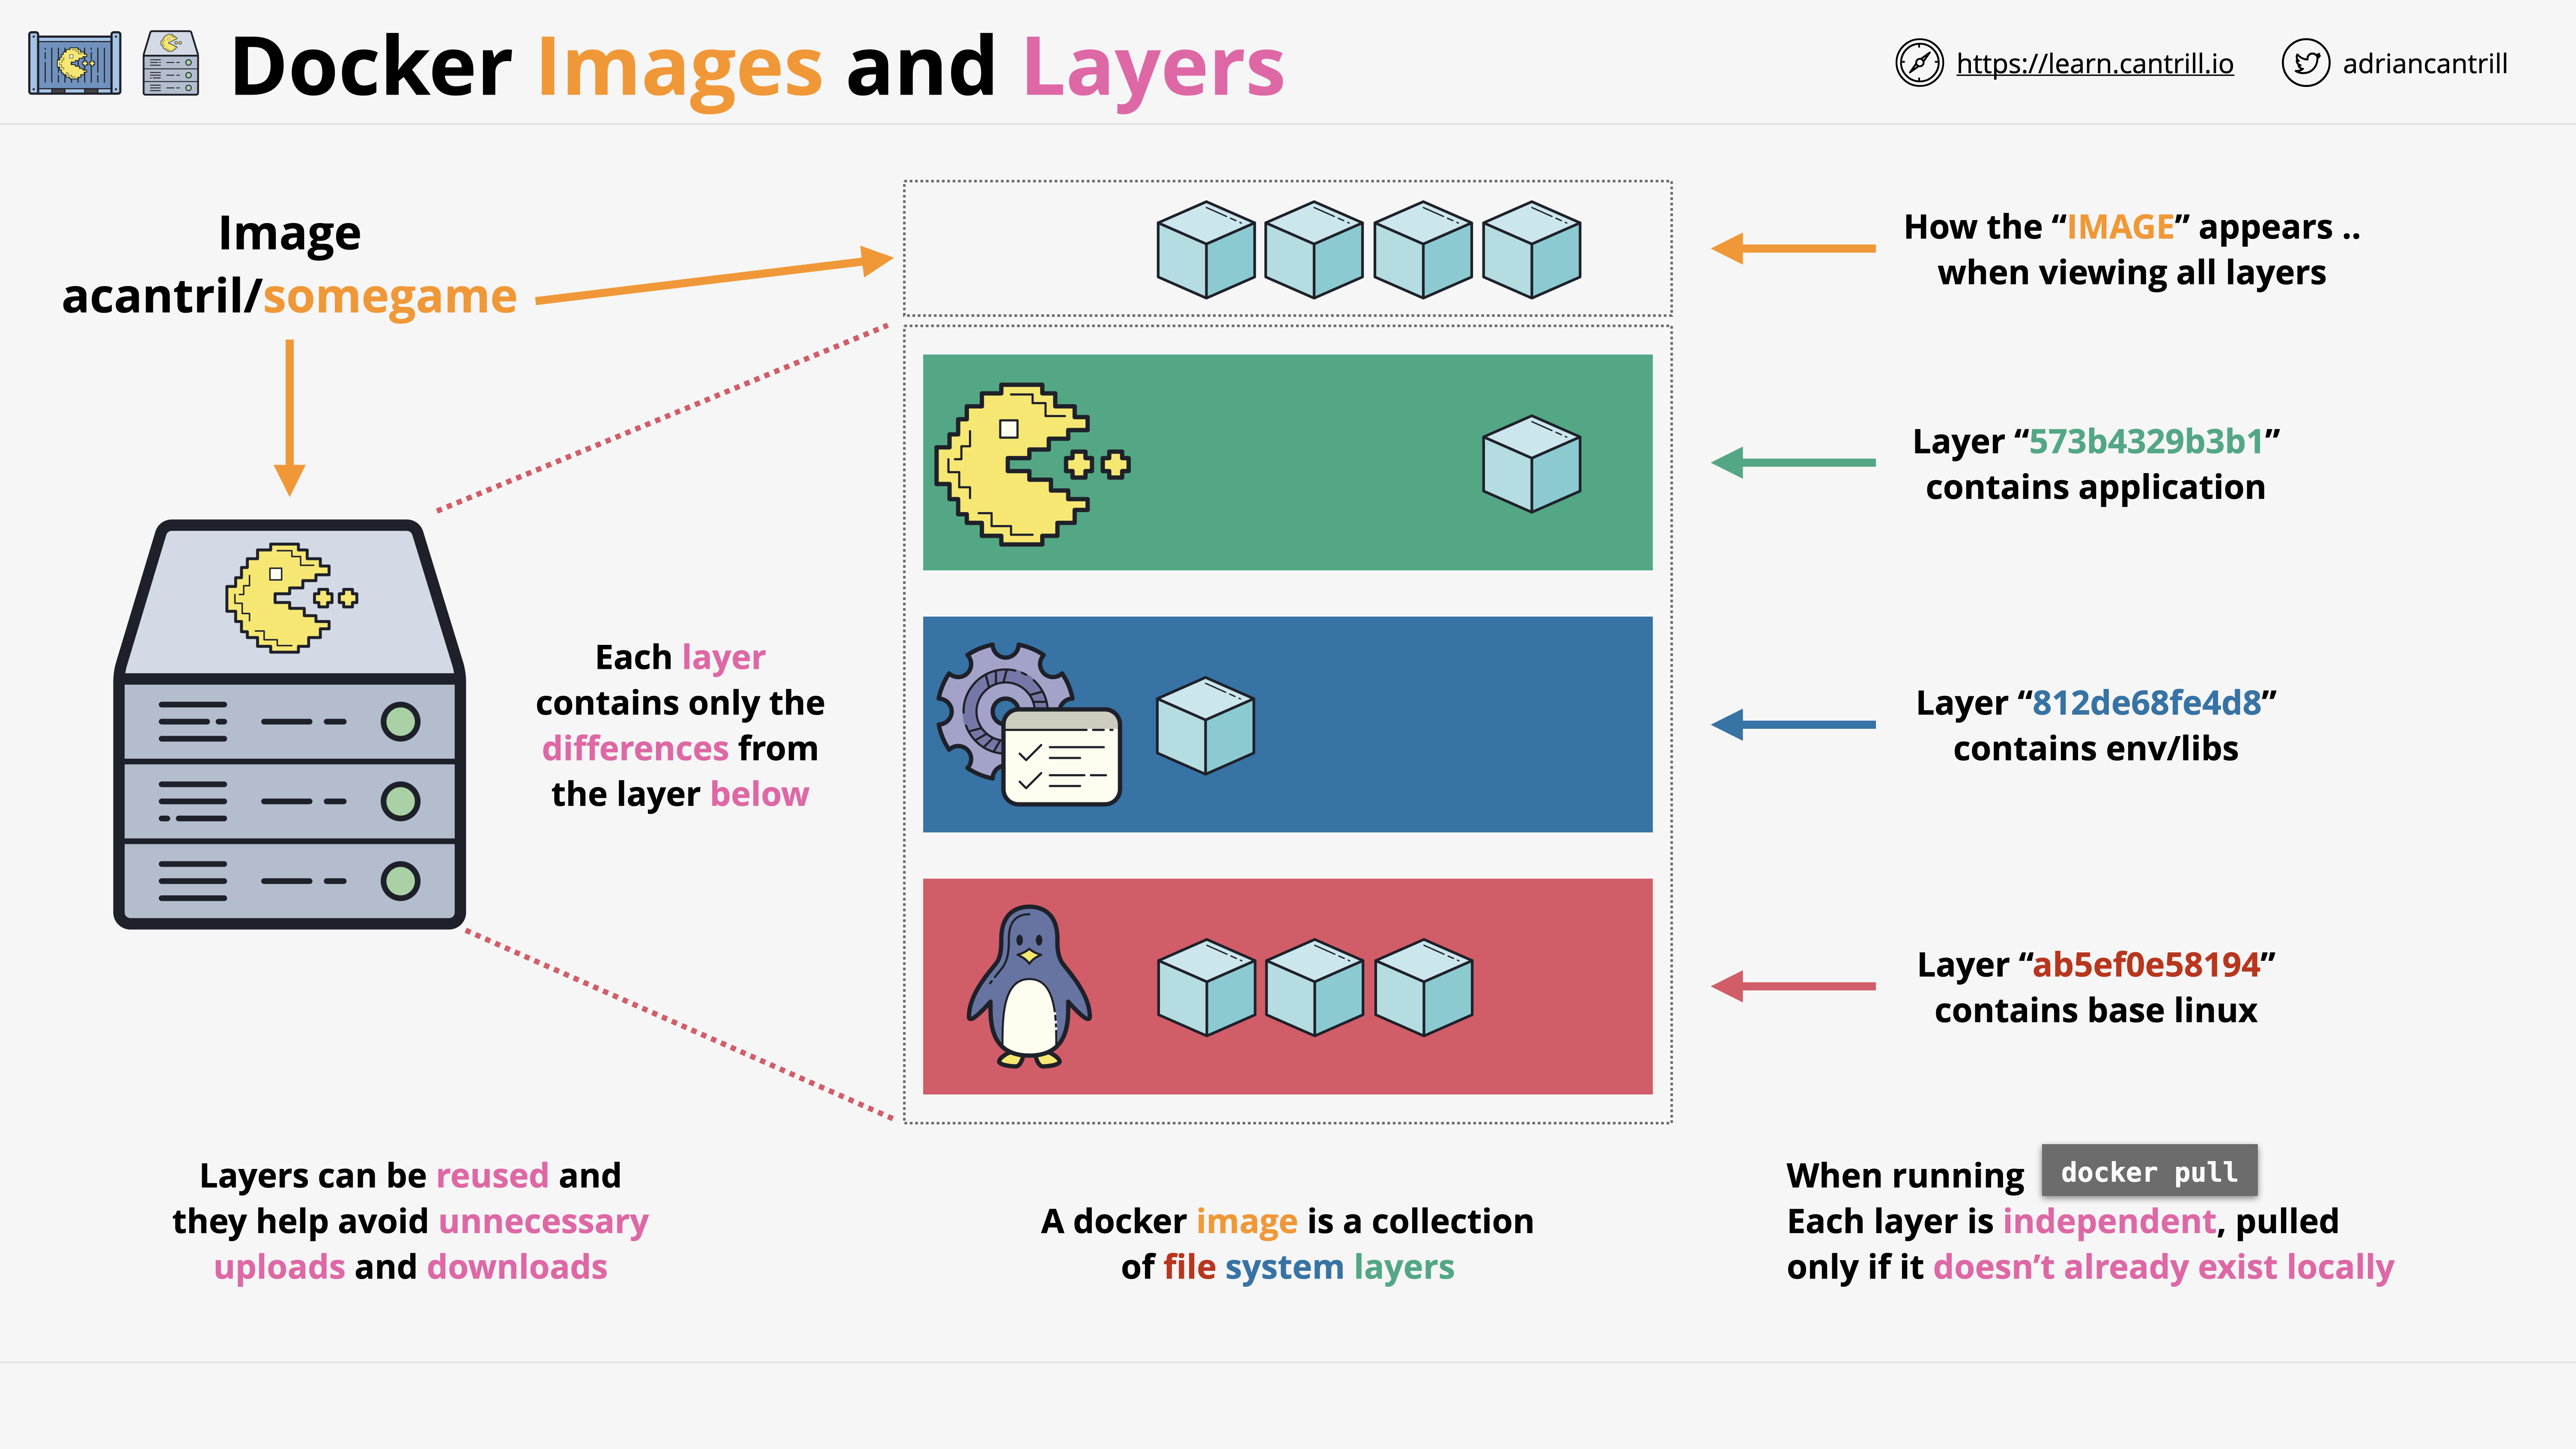 Docker Images and Layers
https://learn.cantrill.io
adriancantrill
Image
acantril/somegame
How the “IMAGE” appears ..
when viewing all layers
Layer “573b4329b3b1”
contains application
Each layer
contains only the
differences from
the layer below
Layer “812de68fe4d8”
contains env/libs
Layer “ab5ef0e58194”
contains base linux
Layers can be reused and
they help avoid unnecessary
uploads and downloads
A docker image is a collection
of file system layers
When running docker pull
Each layer is independent, pulled
only if it doesn’t already exist locally